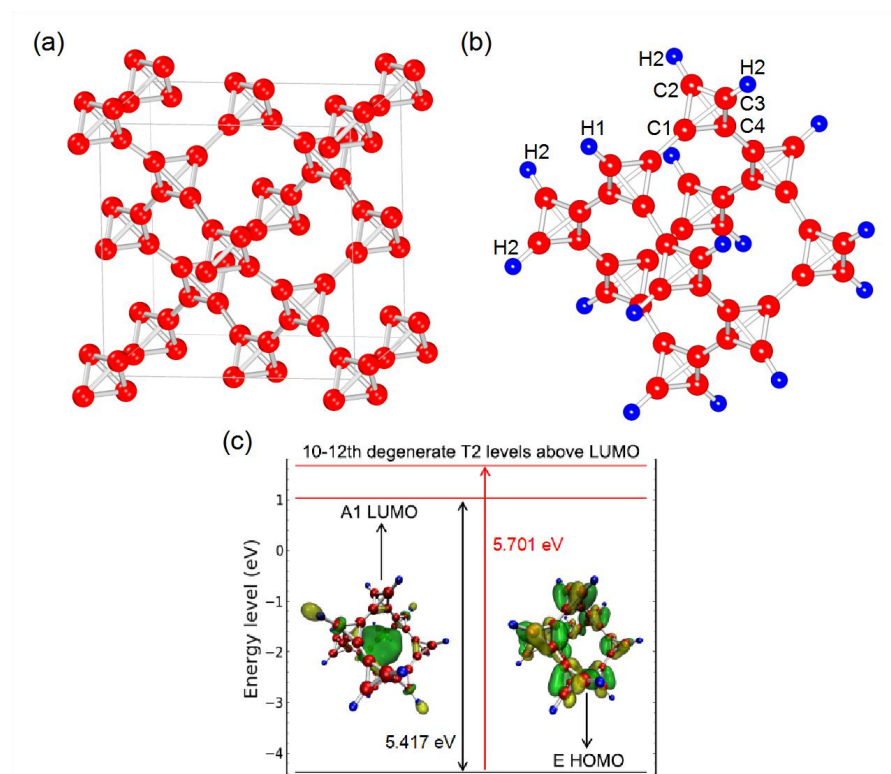 (a)
(b)
H2
H2
C2
C3
C1
C4
H1
H2
H2
(c)
10-12th degenerate T2 levels above LUMO
1
A1 LUMO
5.701 eV
0
−1
−2
−3
−4
Energy level (eV)
5.417 eV
E HOMO